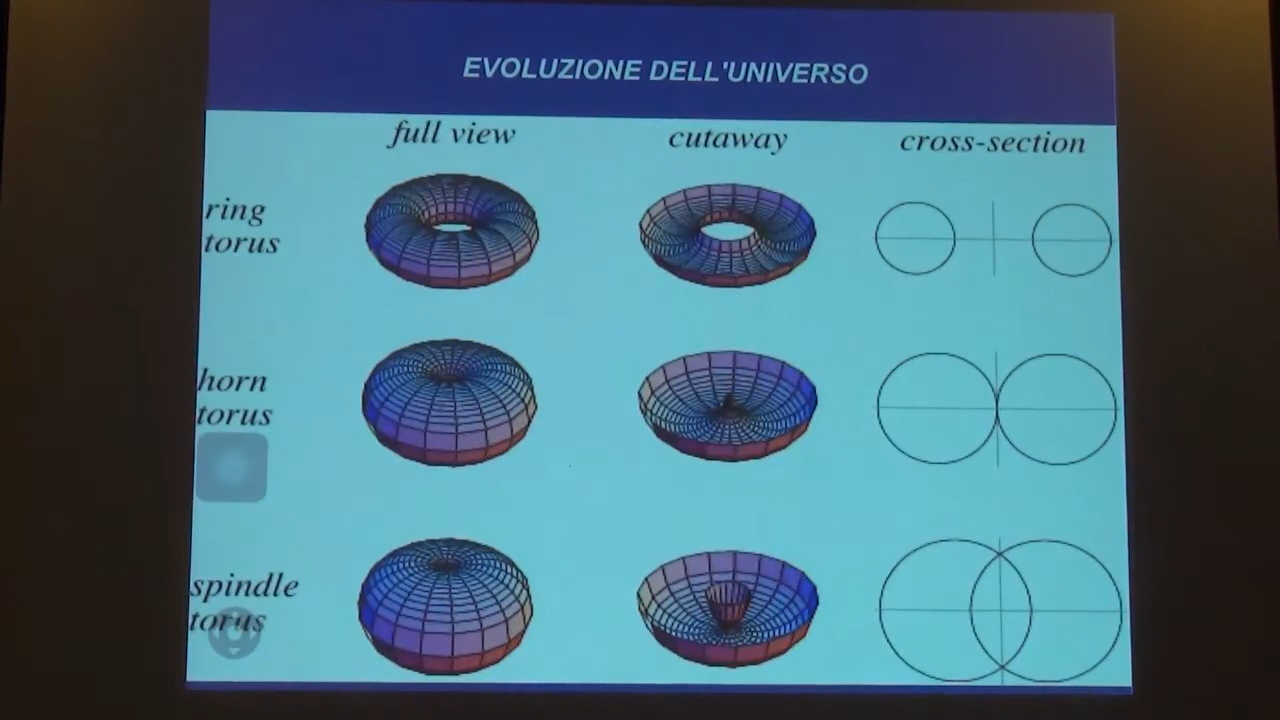 EVOLUZIONE DELL'UNIVERSO
full view cutaway cross-section
ring
torus
horn
torus
spindle
torus